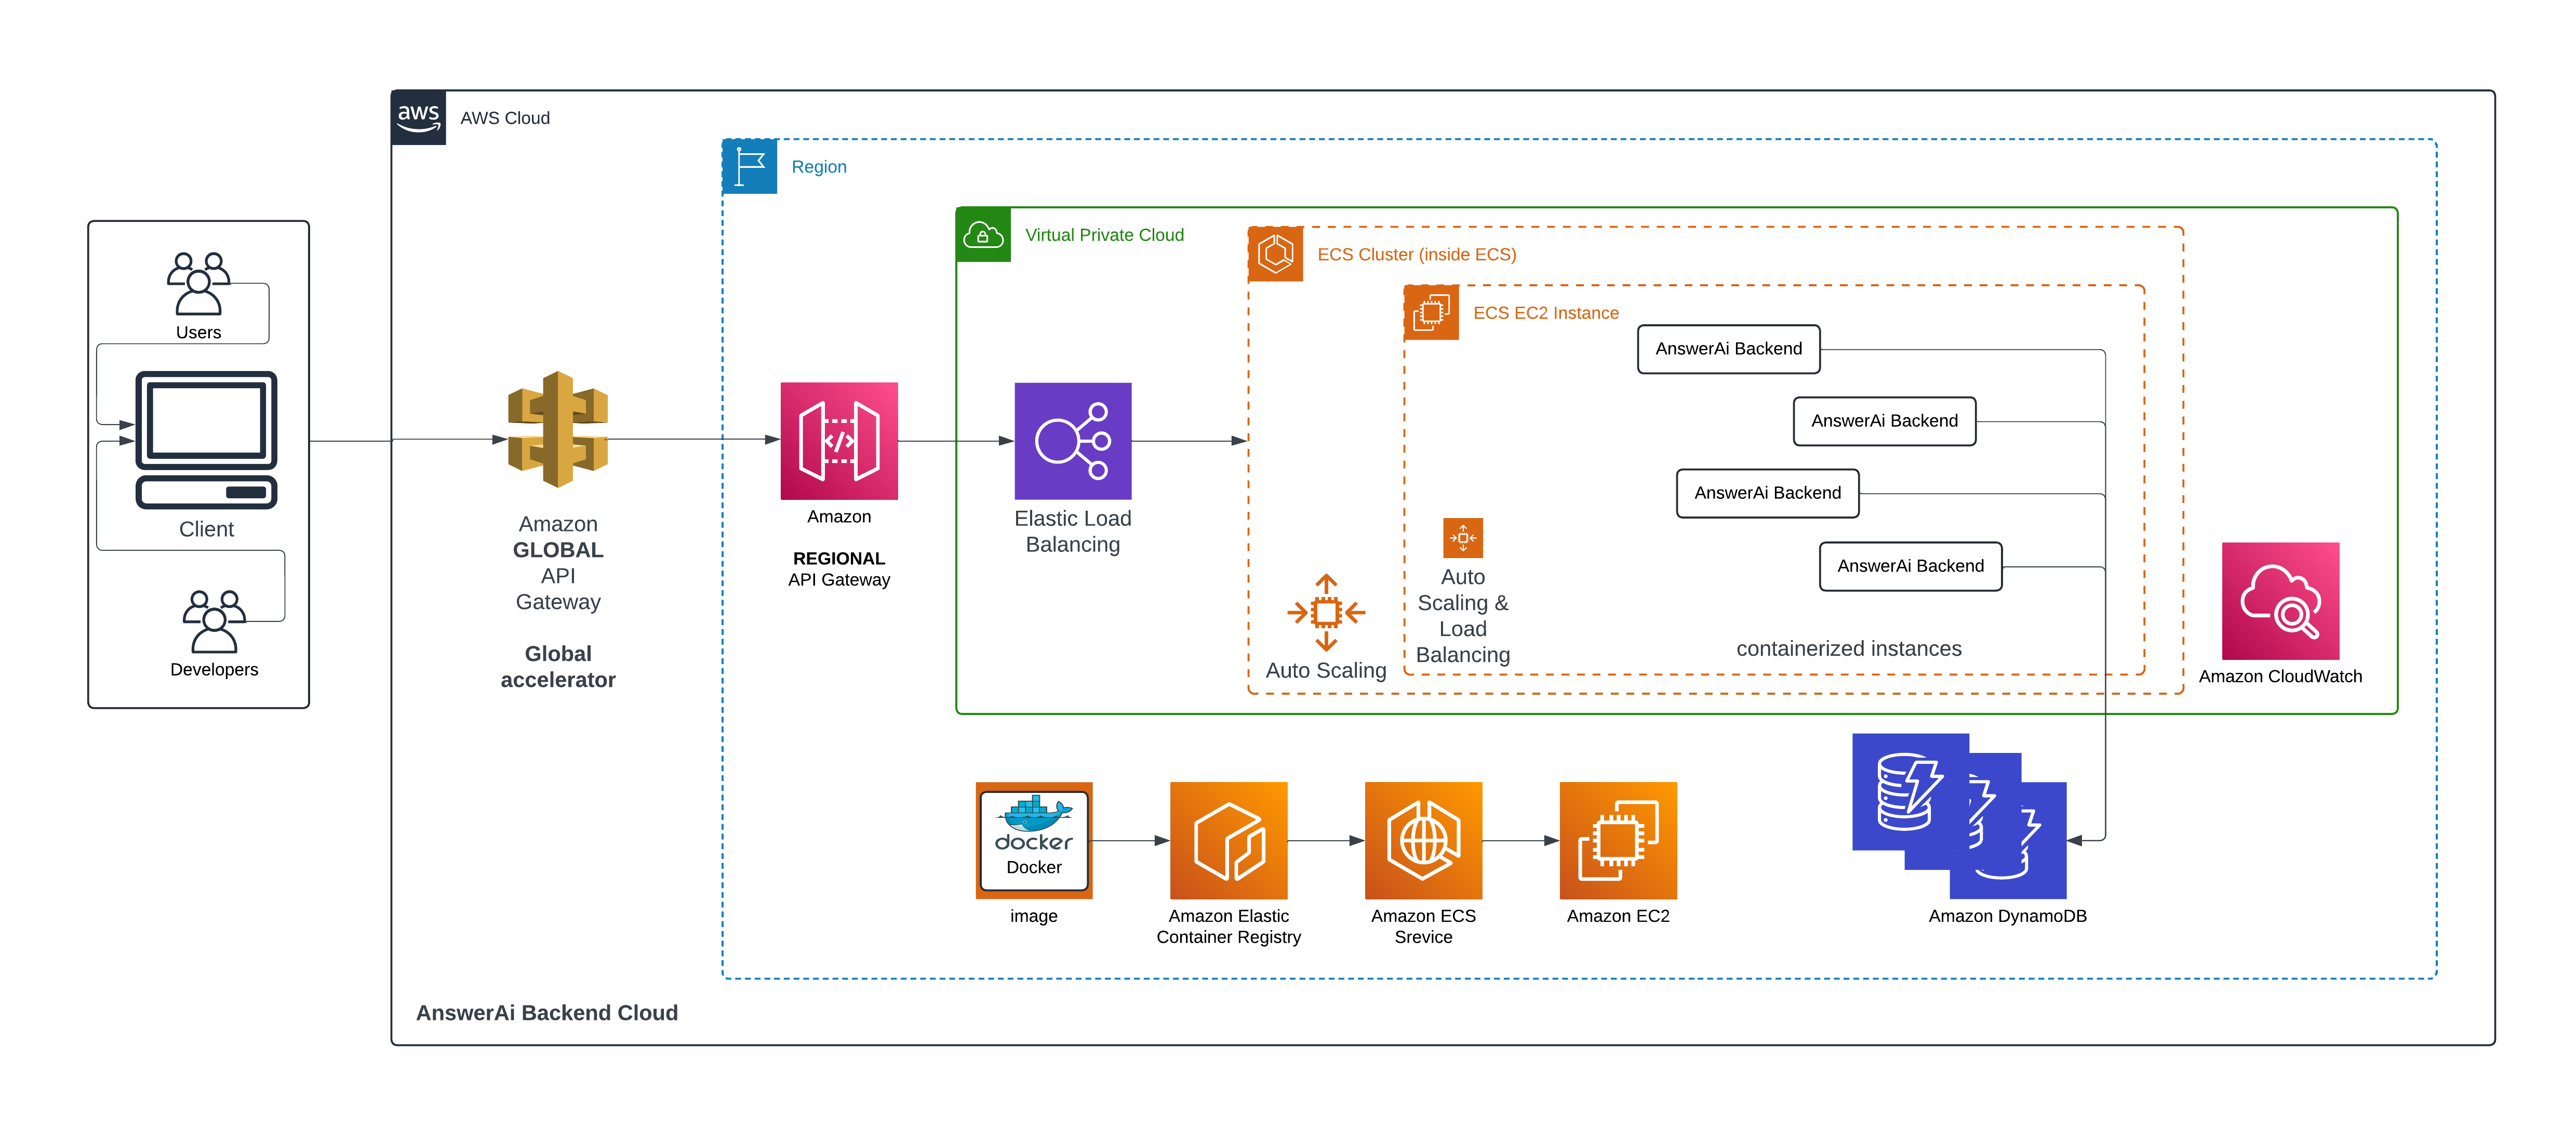 aws
AWS Cloud
Region
Virtual Private Cloud
ECS Cluster (inside ECS)
ECS EC2 Instance
Users
Client
Developers
Amazon
GLOBAL
API
Gateway
Global
accelerator
Amazon
REGIONAL
API Gateway
Elastic Load
Balancing
Auto Scaling
Auto
Scaling &
Load
Balancing
AnswerAi Backend
AnswerAi Backend
AnswerAi Backend
AnswerAi Backend
containerized instances
Amazon CloudWatch
docker
Docker
image
Amazon Elastic
Container Registry
Amazon ECS
Srevice
Amazon EC2
Amazon DynamoDB
AnswerAi Backend Cloud